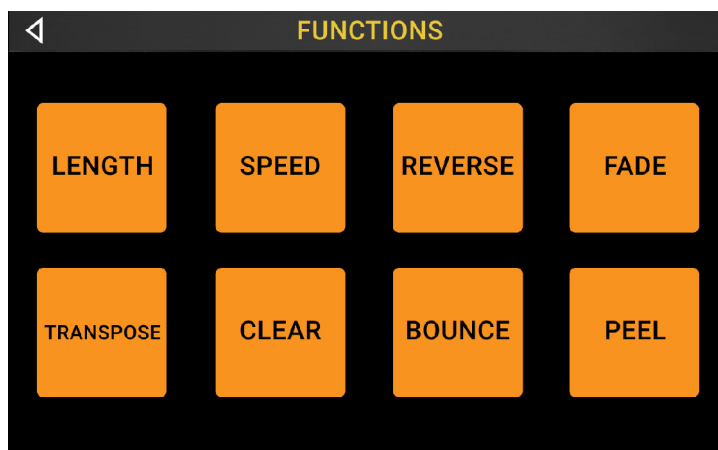 FUNCTIONS
LENGTH SPEED REVERSE FADE
TRANSPOSE CLEAR BOUNCE PEEL